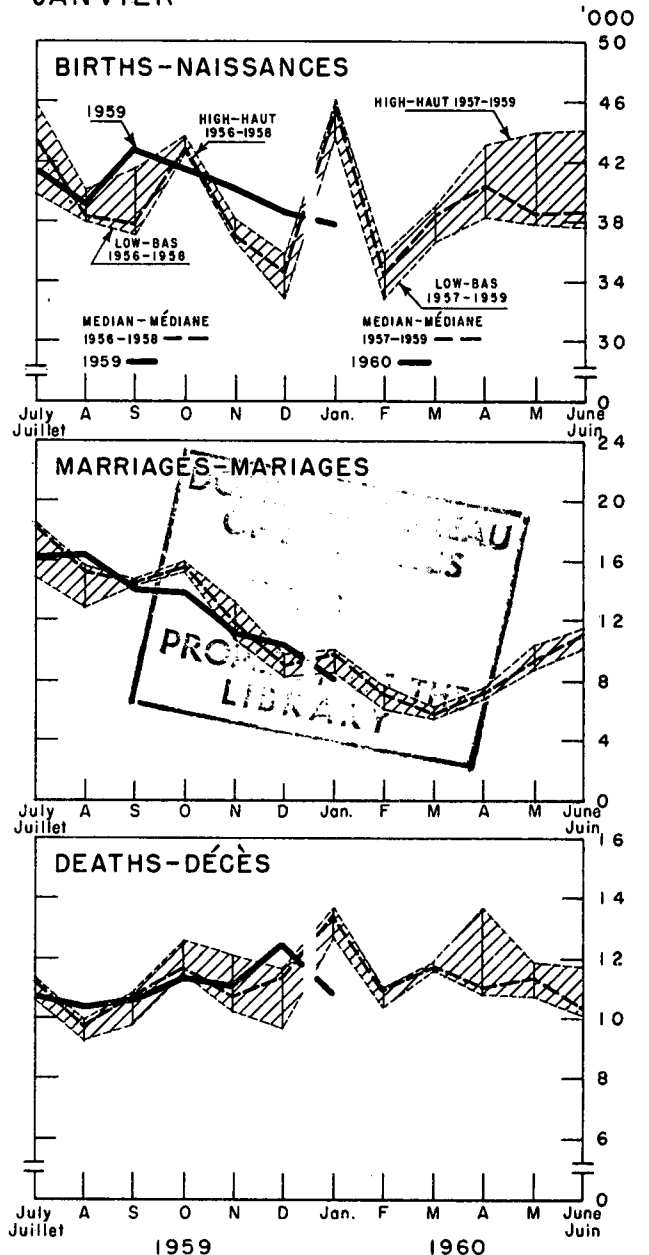 JANVIER
'000
BIRTHS-NAISSANCES
50
46
42
38
34
30
0
1959
HIGH-HAUT
1956-1958
HIGH-HAUT 1957-1959
LOW-BAS
1956-1958
LOW-BAS
1957-1959
MEDIAN-MÉDIANE
1956-1958
1959
MEDIAN-MÉDIANE
1957-1959
1960
July A S O N D Jan. F M A M June
Juillet Juin
MARRIAGES-MARIAGES
24
20
16
12
8
4
0
LIBRARY
July A S O N D Jan. F M A M June
Juillet Juin
DEATHS-DÉCÈS
16
14
12
10
8
6
0
July A S O N D Jan. F M A M June
Juillet Juin
1959 1960